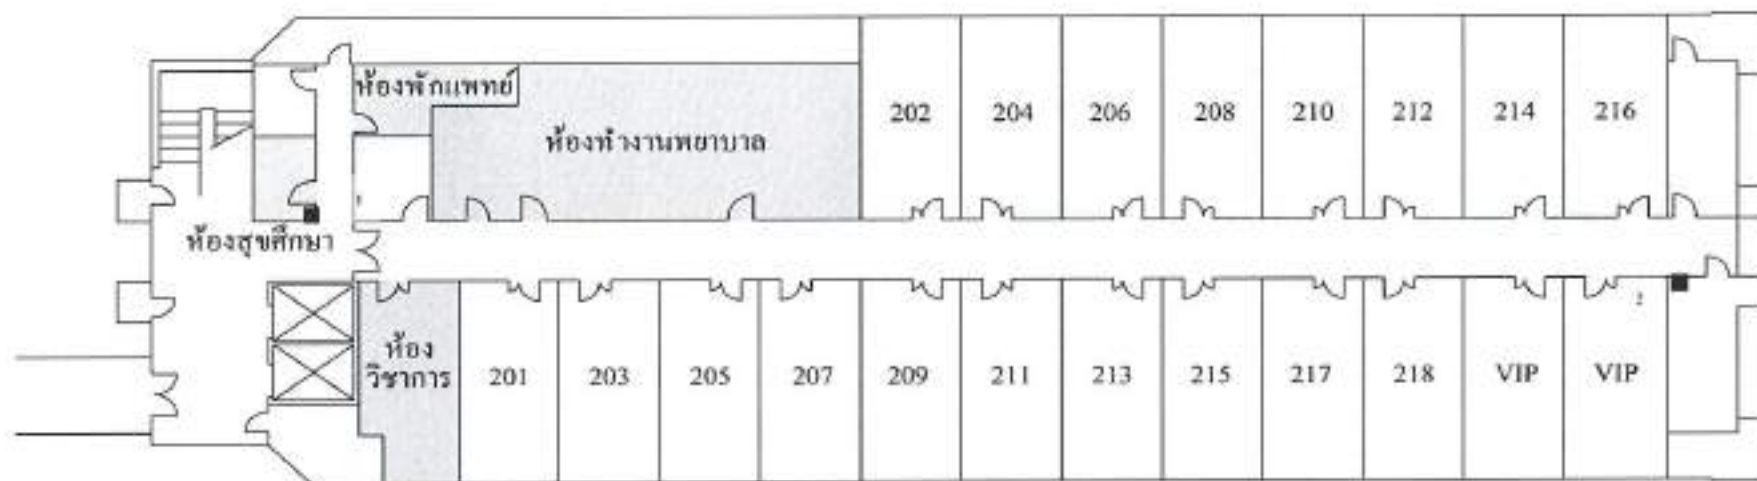 ห้องพักแพทย์
202 204 206 208 210 212 214 216
ห้องทำงานพยาบาล
ห้องสุขศึกษา
ห้อง
วิชาการ
201 203 205 207 209 211 213 215 217 218 VIP VIP